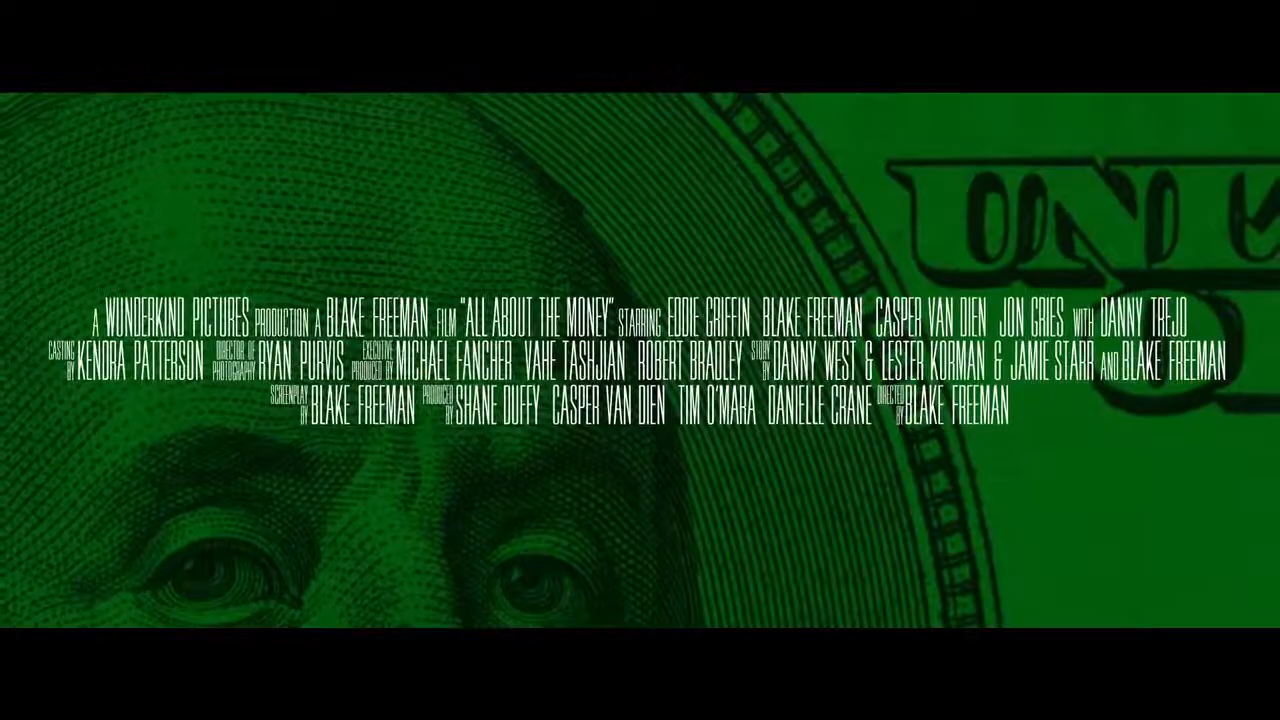 A WUNDERKIND PICTURES PRODUCTION A BLAKE FREEMAN FILM "ALL ABOUT THE MONEY" STARRING EDDIE GRIFFIN BLAKE FREEMAN CASPER VAN DIEN JON GRIES WITH DANNY TREJO
CASTING BY KENDRA PATTERSON DIRECTOR OF PHOTOGRAPHY RYAN PURVIS EXECUTIVE PRODUCED BY MICHAEL FANCHER VAHE TASHJIAN ROBERT BRADLEY STORY BY DANNY WEST & LESTER KORMAN & JAMIE STARR AND BLAKE FREEMAN
SCREENPLAY BY BLAKE FREEMAN PRODUCED BY SHANE DUFFY CASPER VAN DIEN TIM O'MARA DANIELLE CRANE DIRECTED BY BLAKE FREEMAN